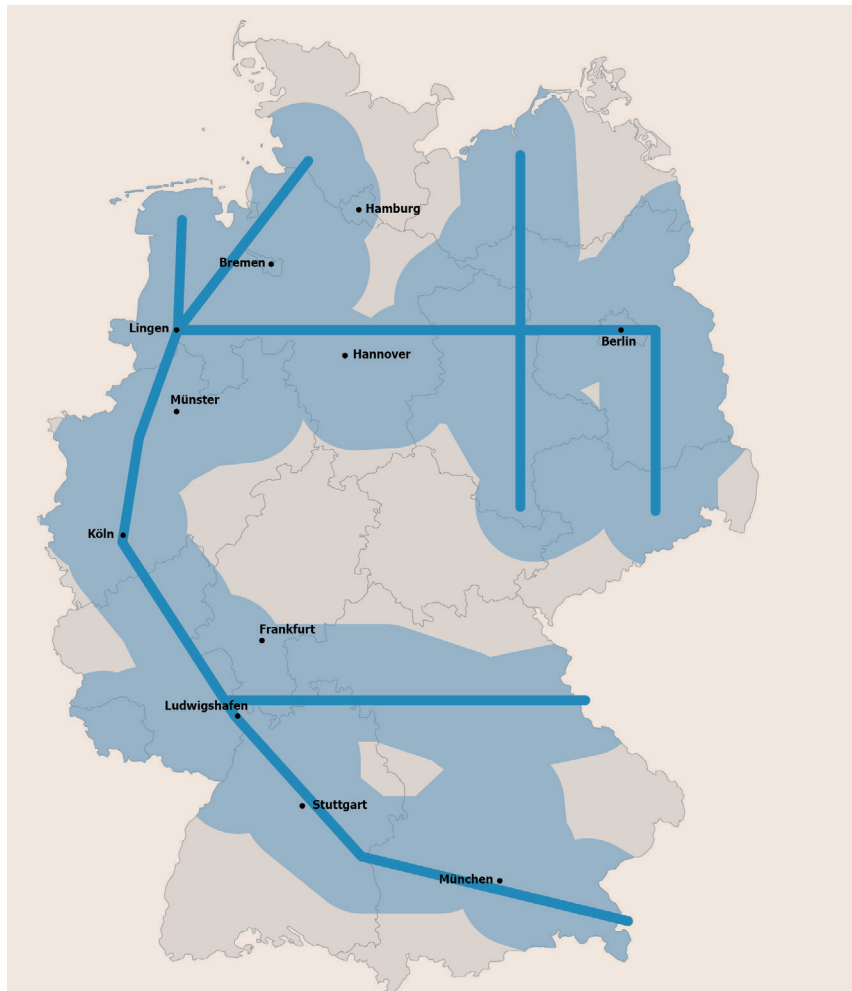 Hamburg
Bremen
Lingen
Berlin
Hannover
Münster
Köln
Frankfurt
Ludwigshafen
Stuttgart
München